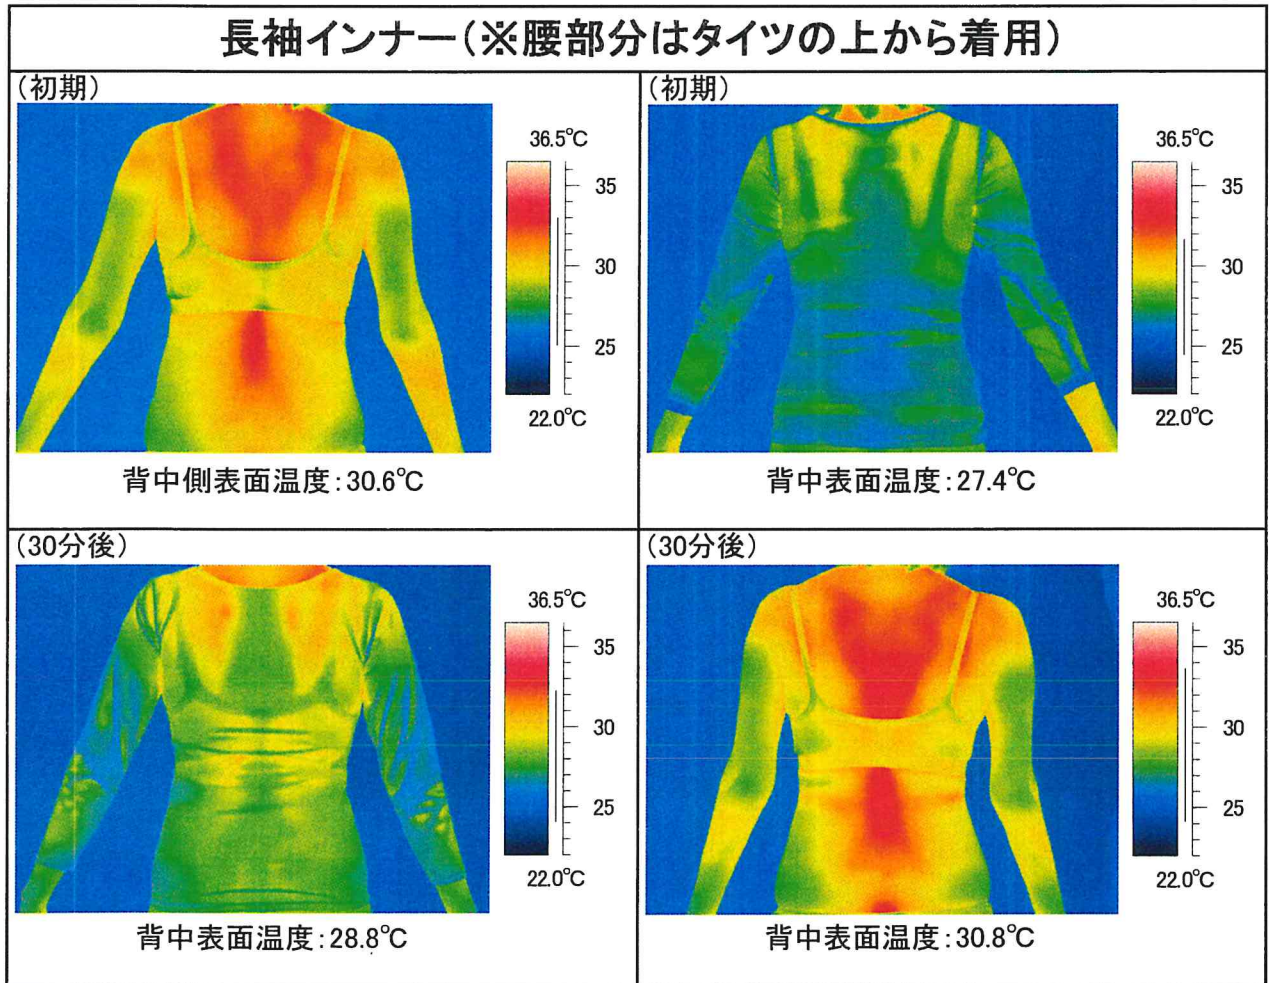 長袖インナー(※腰部分はタイツの上から着用)
(初期)
36.5℃
35
30
25
22.0℃
背中側表面温度:30.6℃
(初期)
36.5℃
35
30
25
22.0℃
背中表面温度:27.4℃
(30分後)
36.5℃
35
30
25
22.0℃
背中表面温度:28.8℃
(30分後)
36.5℃
35
30
25
22.0℃
背中表面温度:30.8℃